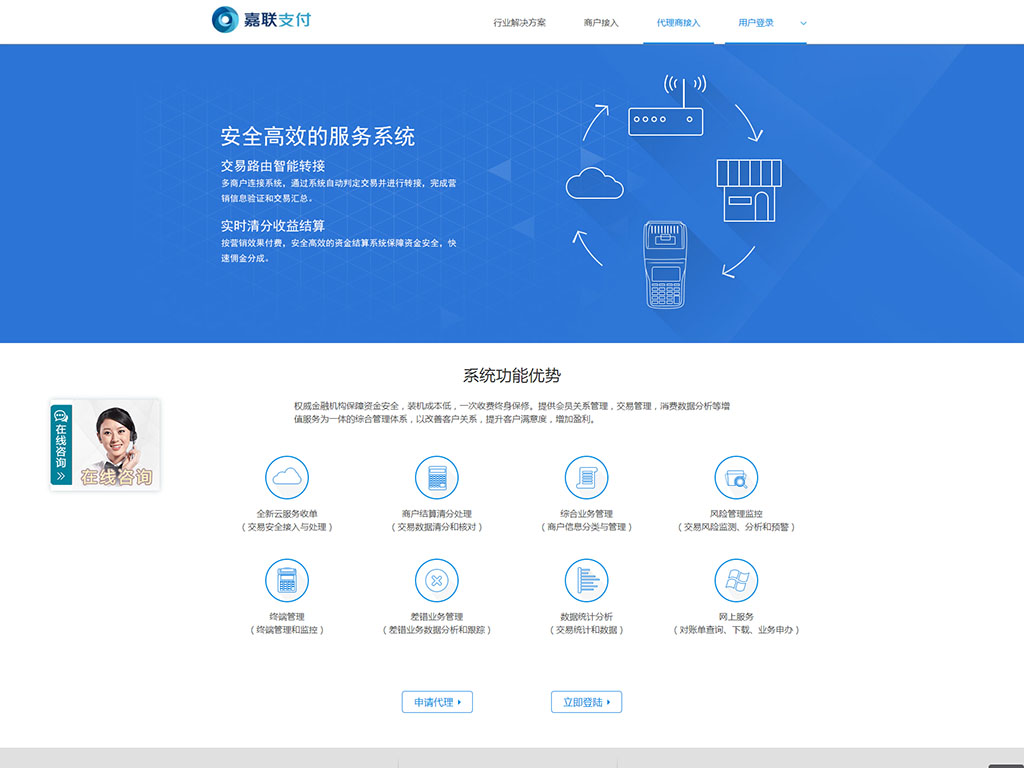 嘉联支付
行业解决方案
商户接入
代理商接入
用户登录
安全高效的服务系统
交易路由智能转接
多商户连接系统，通过系统自动判定交易并进行转接，完成营
销信息验证和交易汇总。
实时清分收益结算
按营销效果付费，安全高效的资金结算系统保障资金安全，快
速佣金分成。
系统功能优势
权威金融机构保障资金安全，装机成本低，一次收费终身保修。提供会员关系管理，交易管理，消费数据分析等增
值服务为一体的综合管理体系，以改善客户关系，提升客户满意度，增加盈利。
在线咨询
在线咨询
全新云服务收单
（交易安全接入与处理）
商户结算清分处理
（交易数据清分和核对）
综合业务管理
（商户信息分类与管理）
风险管理监控
（交易风险监测、分析和预警）
终端管理
（终端管理和监控）
差错业务管理
（差错业务数据分析和跟踪）
数据统计分析
（交易统计和数据）
网上服务
（对账单查询、下载、业务申办）
申请代理
立即登陆